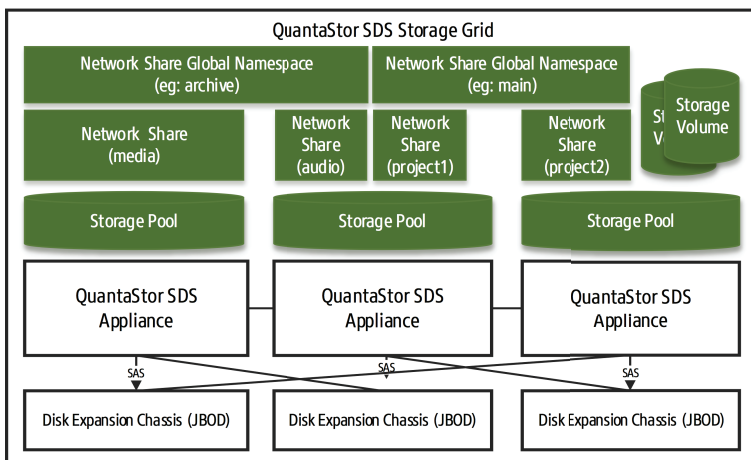 QuantaStor SDS Storage Grid
Network Share Global Namespace
(eg: archive)
Network Share Global Namespace
(eg: main)
Network Share
(media)
Network
Share
(audio)
Network
Share
(project1)
Network
Share
(project2)
Storage
Volume
St
V
Storage Pool
Storage Pool
Storage Pool
QuantaStor SDS
Appliance
QuantaStor SDS
Appliance
QuantaStor SDS
Appliance
SAS
SAS
SAS
Disk Expansion Chassis (JBOD)
Disk Expansion Chassis (JBOD)
Disk Expansion Chassis (JBOD)